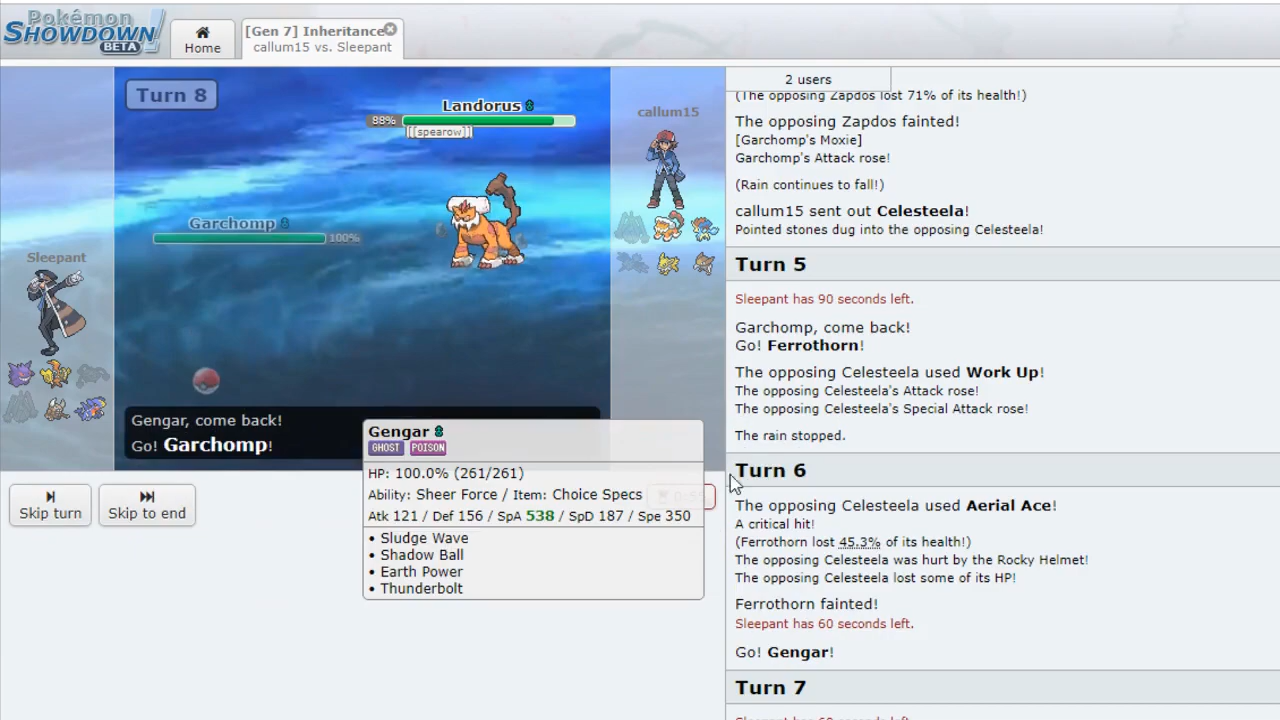 Pokémon
SHOWDOWN!
BETA
Home
[Gen 7] Inheritance
callum15 vs. Sleepant
Turn 8
Landorus
88%
[[spearow]]
Garchomp
100%
callum15
Sleepant
Gengar, come back!
Go! Garchomp!
Gengar
GHOST POISON
HP: 100.0% (261/261)
Ability: Sheer Force / Item: Choice Specs
Atk 121 / Def 156 / SpA 538 / SpD 187 / Spe 350
• Sludge Wave
• Shadow Ball
• Earth Power
• Thunderbolt
Skip turn
Skip to end
2 users
(The opposing Zapdos lost 71% of its health!)
The opposing Zapdos fainted!
[Garchomp's Moxie]
Garchomp's Attack rose!
(Rain continues to fall!)
callum15 sent out Celesteela!
Pointed stones dug into the opposing Celesteela!
Turn 5
Sleepant has 90 seconds left.
Garchomp, come back!
Go! Ferrothorn!
The opposing Celesteela used Work Up!
The opposing Celesteela's Attack rose!
The opposing Celesteela's Special Attack rose!
The rain stopped.
Turn 6
The opposing Celesteela used Aerial Ace!
A critical hit!
(Ferrothorn lost 45.3% of its health!)
The opposing Celesteela was hurt by the Rocky Helmet!
The opposing Celesteela lost some of its HP!
Ferrothorn fainted!
Sleepant has 60 seconds left.
Go! Gengar!
Turn 7